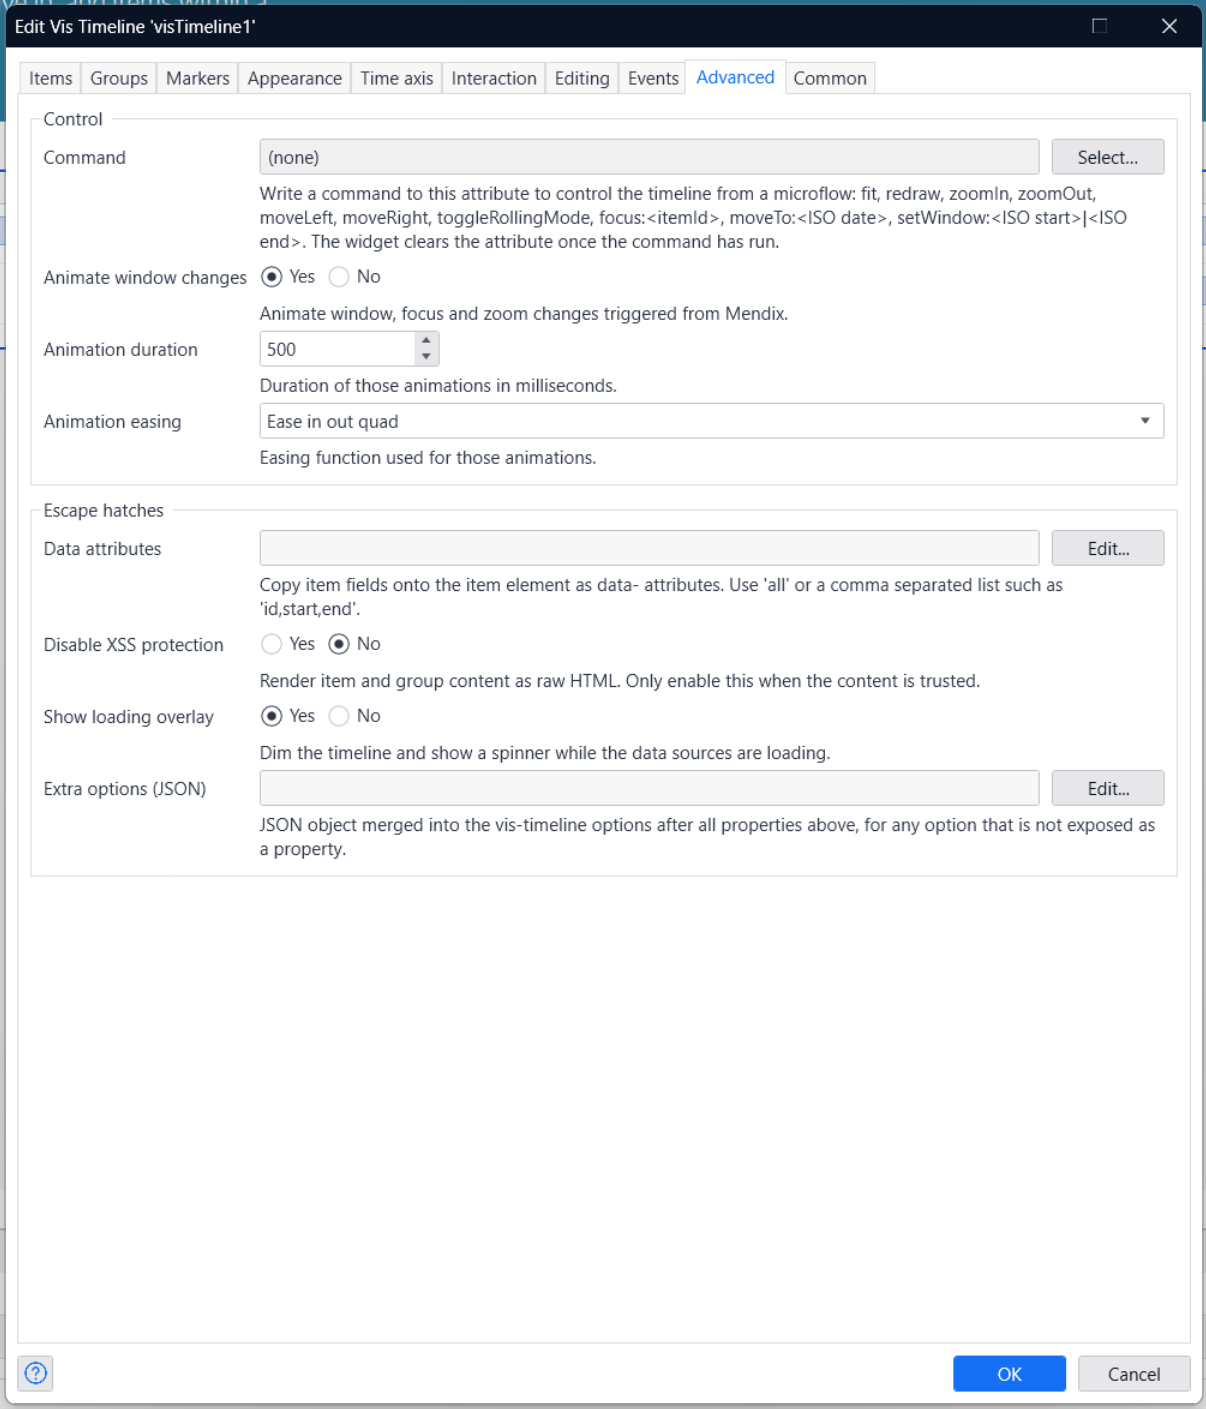 Edit Vis Timeline 'visTimeline1'
Items Groups Markers Appearance Time axis Interaction Editing Events Advanced Common
Control
Command (none) Select...
Write a command to this attribute to control the timeline from a microflow: fit, redraw, zoomIn, zoomOut,
moveLeft, moveRight, toggleRollingMode, focus:<itemId>, moveTo:<ISO date>, setWindow:<ISO start>|<ISO
end>. The widget clears the attribute once the command has run.
Animate window changes Yes No
Animate window, focus and zoom changes triggered from Mendix.
Animation duration 500
Duration of those animations in milliseconds.
Animation easing Ease in out quad
Easing function used for those animations.
Escape hatches
Data attributes Edit...
Copy item fields onto the item element as data- attributes. Use 'all' or a comma separated list such as
'id,start,end'.
Disable XSS protection Yes No
Render item and group content as raw HTML. Only enable this when the content is trusted.
Show loading overlay Yes No
Dim the timeline and show a spinner while the data sources are loading.
Extra options (JSON) Edit...
JSON object merged into the vis-timeline options after all properties above, for any option that is not exposed as
a property.
? OK Cancel